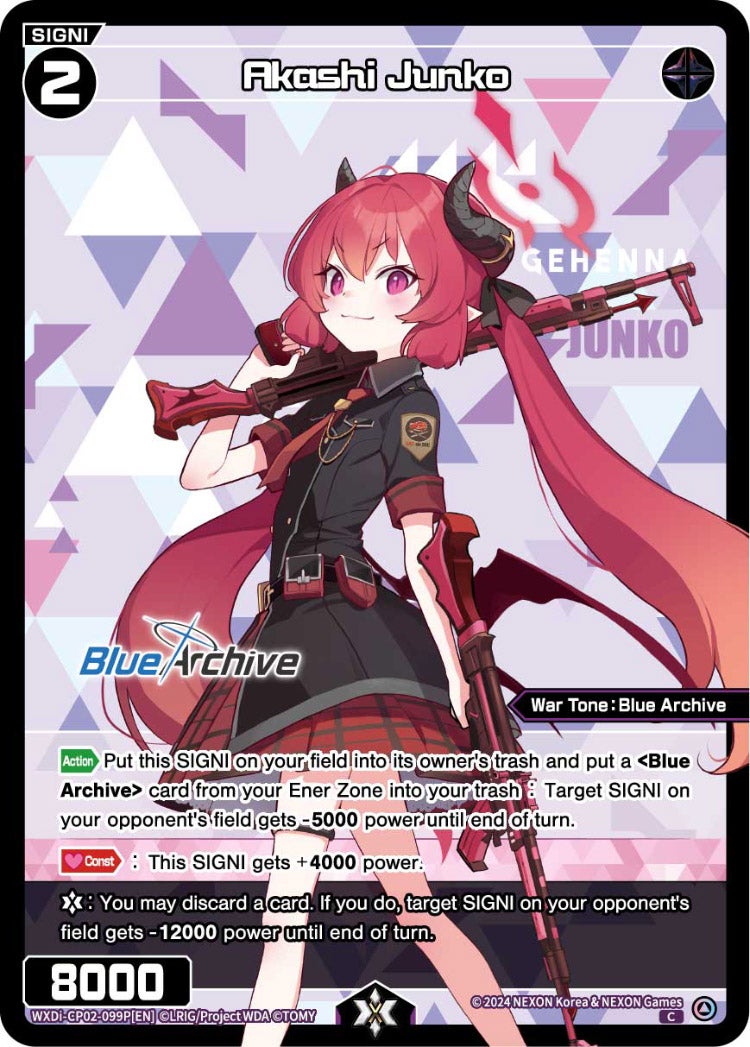 SIGNI
2
Akashi Junko
GEHENNA
JUNKO
Blue Archive
War Tone:Blue Archive
Action Put this SIGNI on your field into its owner's trash and put a <Blue
Archive> card from your Ener Zone into your trash : Target SIGNI on
your opponent's field gets -5000 power until end of turn.
Const : This SIGNI gets +4000 power.
: You may discard a card. If you do, target SIGNI on your opponent's
field gets -12000 power until end of turn.
8000
WXDi-CP02-099P[EN] ©LRIG/Project WDA ©TOMY
©2024 NEXON Korea & NEXON Games
C